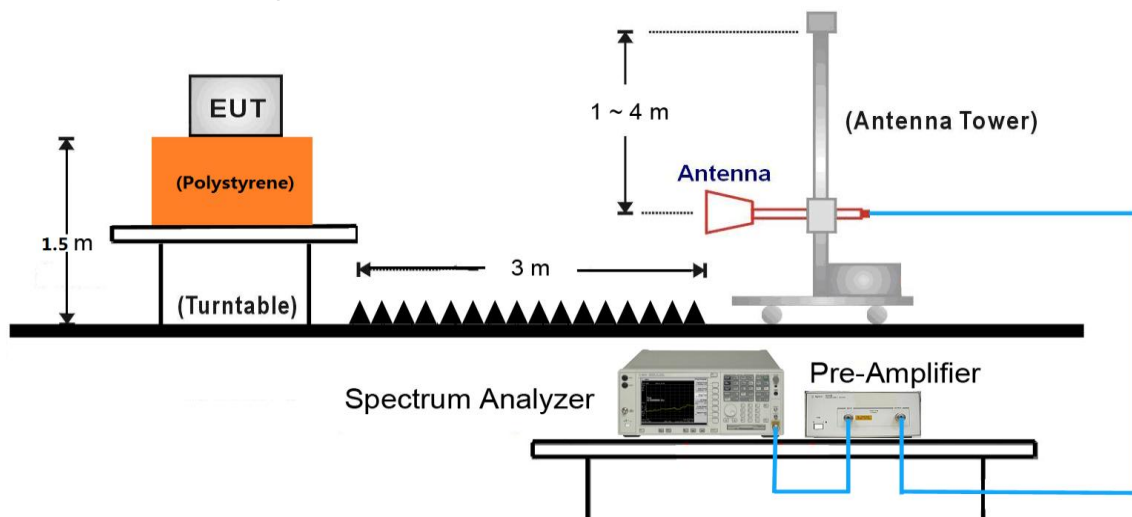 EUT
(Polystyrene)
1.5 m
(Turntable)
3 m
1 ~ 4 m
Antenna
(Antenna Tower)
Spectrum Analyzer
Pre-Amplifier